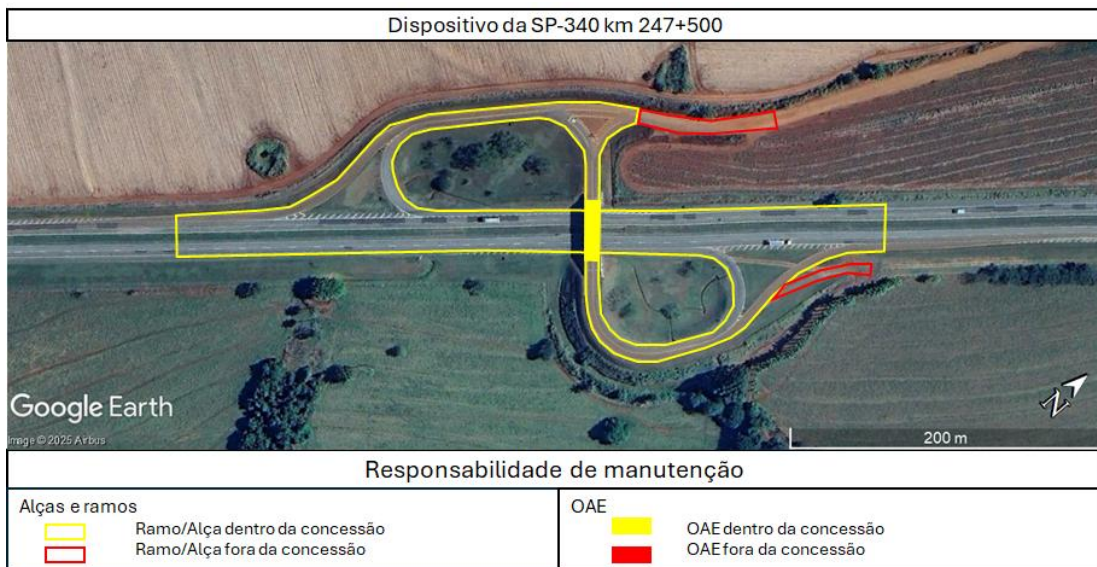 Dispositivo da SP-340 km 247+500
N
Google Earth
Image © 2025 Airbus
200 m
Responsabilidade de manutenção
Alças e ramos
Ramo/Alça dentro da concessão
Ramo/Alça fora da concessão
OAE
OAE dentro da concessão
OAE fora da concessão